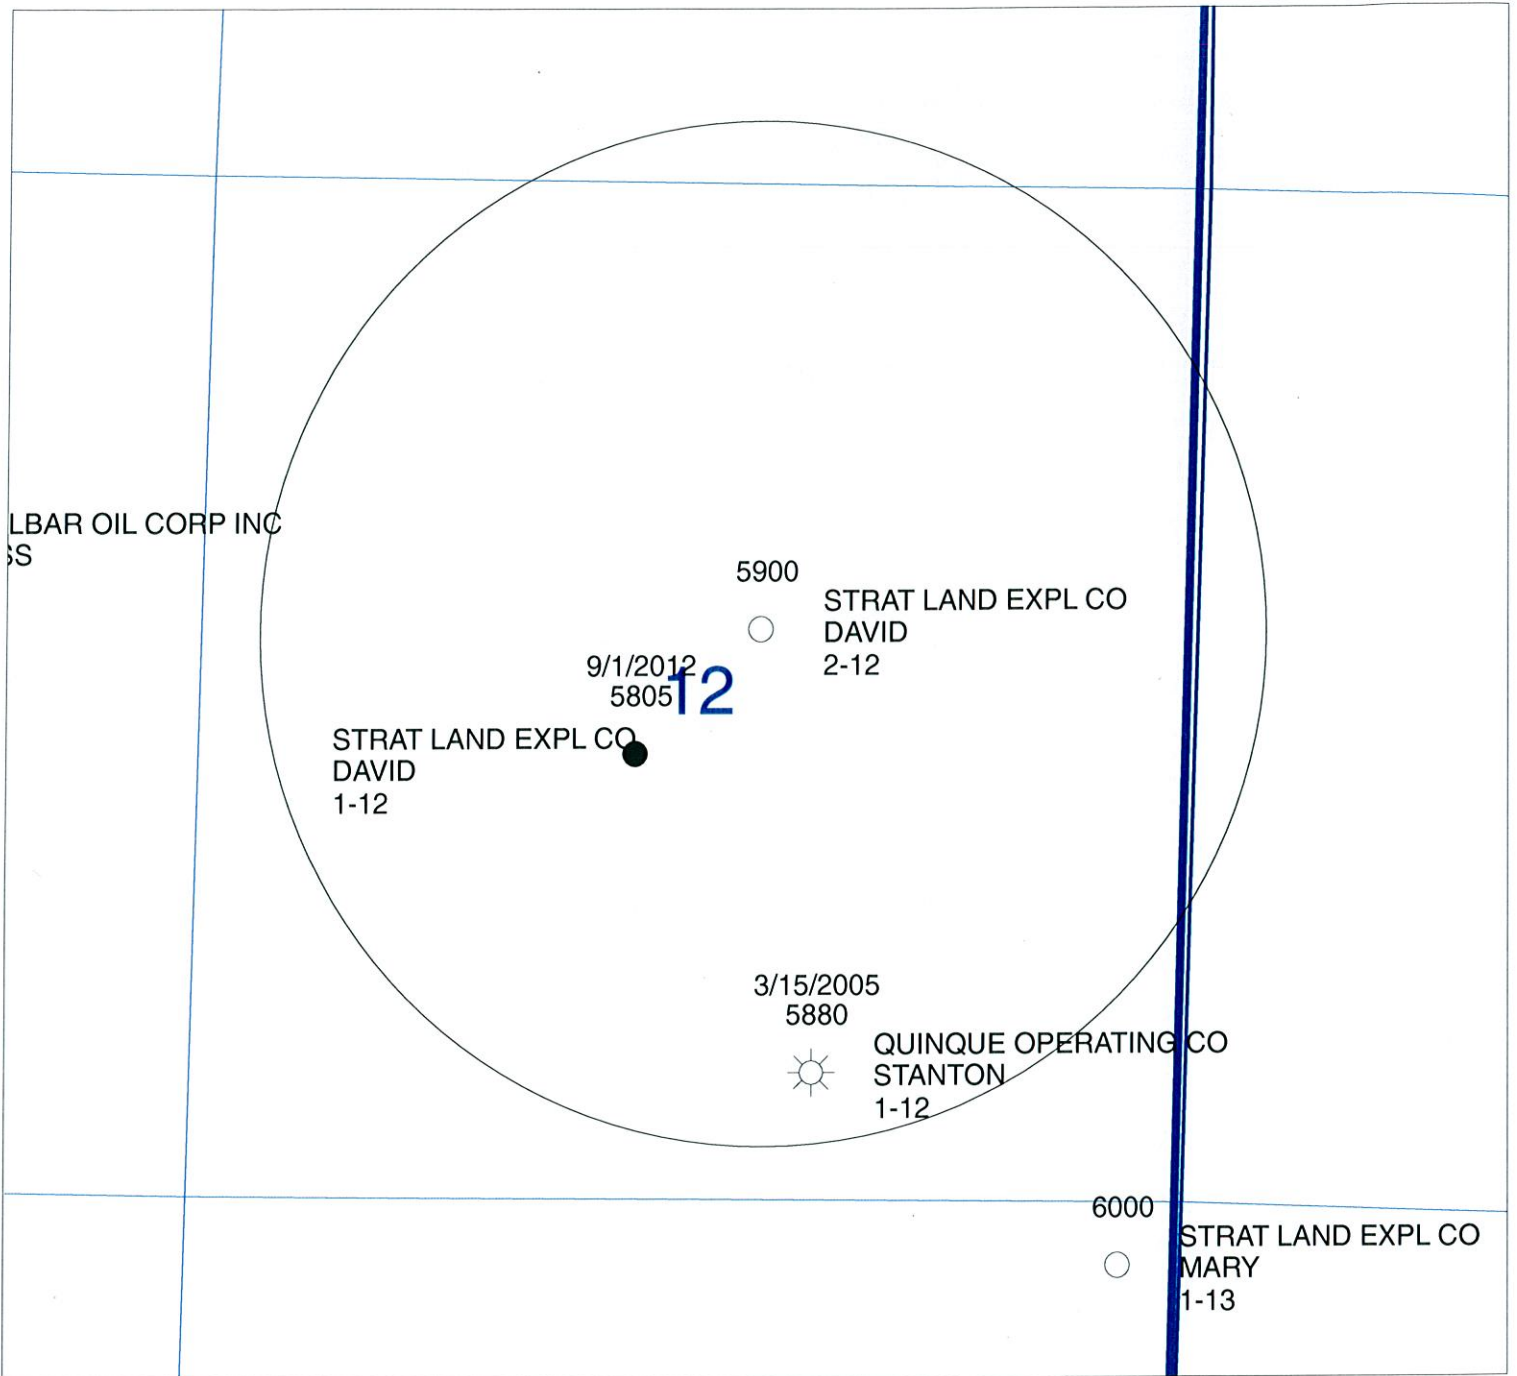 LBAR OIL CORP INC
SS
5900
STRAT LAND EXPL CO
DAVID
2-12
9/1/2012
5805
12
STRAT LAND EXPL CO
DAVID
1-12
3/15/2005
5880
QUINQUE OPERATING CO
STANTON
1-12
6000
STRAT LAND EXPL CO
MARY
1-13